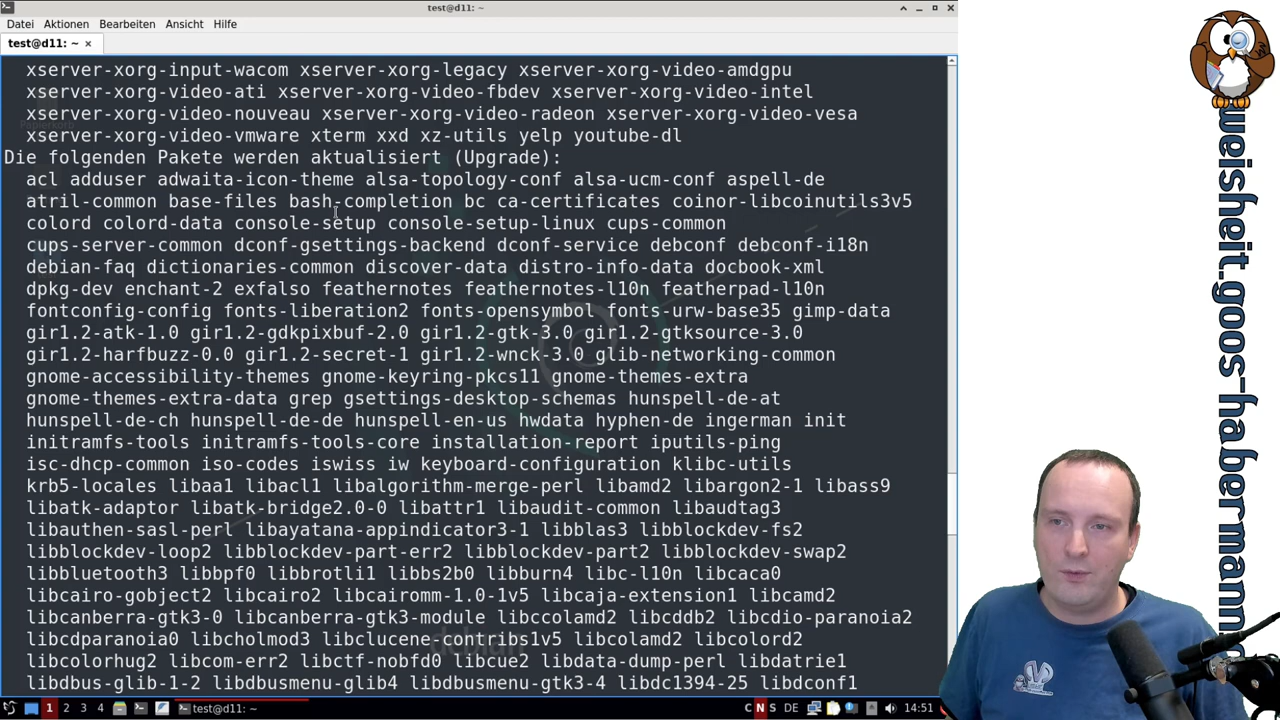 test@d11: ~
Datei Aktionen Bearbeiten Ansicht Hilfe
test@d11: ~ ×
xserver-xorg-input-wacom xserver-xorg-legacy xserver-xorg-video-amdgpu
xserver-xorg-video-ati xserver-xorg-video-fbdev xserver-xorg-video-intel
xserver-xorg-video-nouveau xserver-xorg-video-radeon xserver-xorg-video-vesa
xserver-xorg-video-vmware xterm xxd xz-utils yelp youtube-dl
Die folgenden Pakete werden aktualisiert (Upgrade):
acl adduser adwaita-icon-theme alsa-topology-conf alsa-ucm-conf aspell-de
atril-common base-files bash-completion bc ca-certificates coinor-libcoinutils3v5
colord colord-data console-setup console-setup-linux cups-common
cups-server-common dconf-gsettings-backend dconf-service debconf debconf-i18n
debian-faq dictionaries-common discover-data distro-info-data docbook-xml
dpkg-dev enchant-2 exfalso feathernotes feathernotes-l10n featherpad-l10n
fontconfig-config fonts-liberation2 fonts-opensymbol fonts-urw-base35 gimp-data
gir1.2-atk-1.0 gir1.2-gdkpixbuf-2.0 gir1.2-gtk-3.0 gir1.2-gtksource-3.0
gir1.2-harfbuzz-0.0 gir1.2-secret-1 gir1.2-wnck-3.0 glib-networking-common
gnome-accessibility-themes gnome-keyring-pkcs11 gnome-themes-extra
gnome-themes-extra-data grep gsettings-desktop-schemas hunspell-de-at
hunspell-de-ch hunspell-de-de hunspell-en-us hwdata hyphen-de ingerman init
initramfs-tools initramfs-tools-core installation-report iputils-ping
isc-dhcp-common iso-codes iswiss iw keyboard-configuration klibc-utils
krb5-locales libaa1 libacl1 libalgorithm-merge-perl libamd2 libargon2-1 libass9
libatk-adaptor libatk-bridge2.0-0 libattr1 libaudit-common libaudtag3
libauthen-sasl-perl libayatana-appindicator3-1 libblas3 libblockdev-fs2
libblockdev-loop2 libblockdev-part-err2 libblockdev-part2 libblockdev-swap2
libbluetooth3 libbpf0 libbrotli1 libbs2b0 libburn4 libc-l10n libcaca0
libcairo-gobject2 libcairo2 libcairomm-1.0-1v5 libcaja-extension1 libcamd2
libcanberra-gtk3-0 libcanberra-gtk3-module libccolamd2 libcddb2 libcdio-paranoia2
libcdparanoia0 libcholmod3 libclucene-contribs1v5 libcolamd2 libcolord2
libcolorhug2 libcom-err2 libctf-nobfd0 libcue2 libdata-dump-perl libdatrie1
libdbus-glib-1-2 libdbusmenu-glib4 libdbusmenu-gtk3-4 libdc1394-25 libdconf1
1 2 3 4 test@d11: ~ C N S DE 14:51
weisheit.goos-habermann.